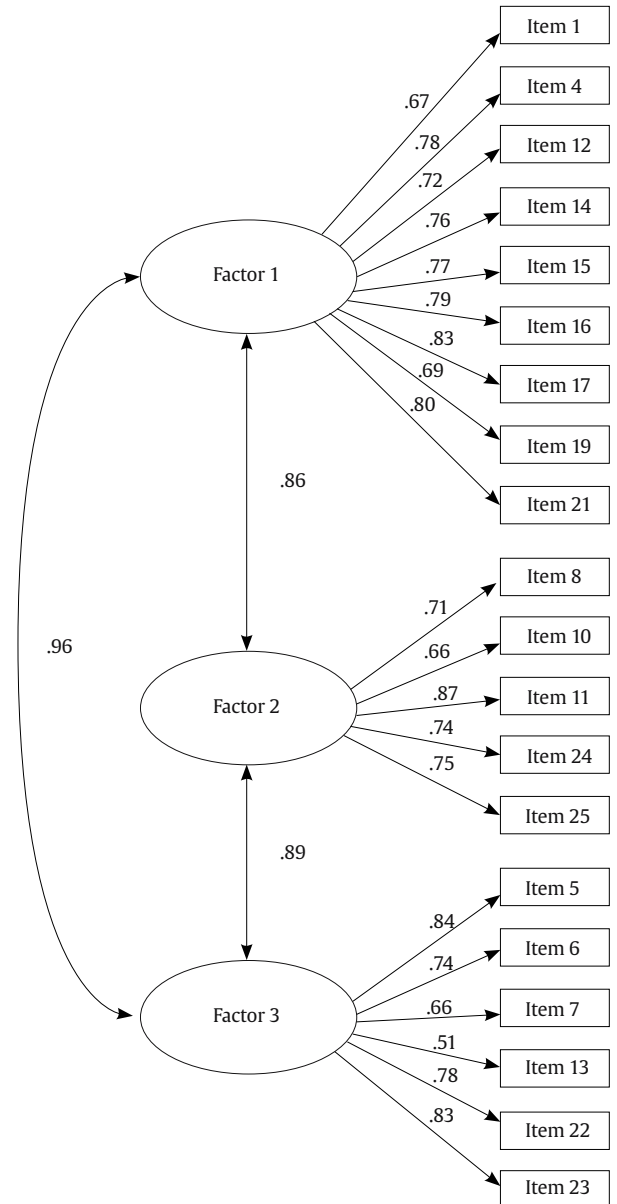 Item 1
.67
Item 4
.78
Item 12
.72
Item 14
.76
Factor 1
Item 15
.77
Item 16
.79
.83
Item 17
.69
.80
Item 19
.86
Item 21
Item 8
.71
.96
.66
Item 10
Factor 2
.87
Item 11
.74
Item 24
.75
Item 25
.89
Item 5
.84
Item 6
.74
Factor 3
.66
Item 7
.51
Item 13
.78
.83
Item 22
Item 23